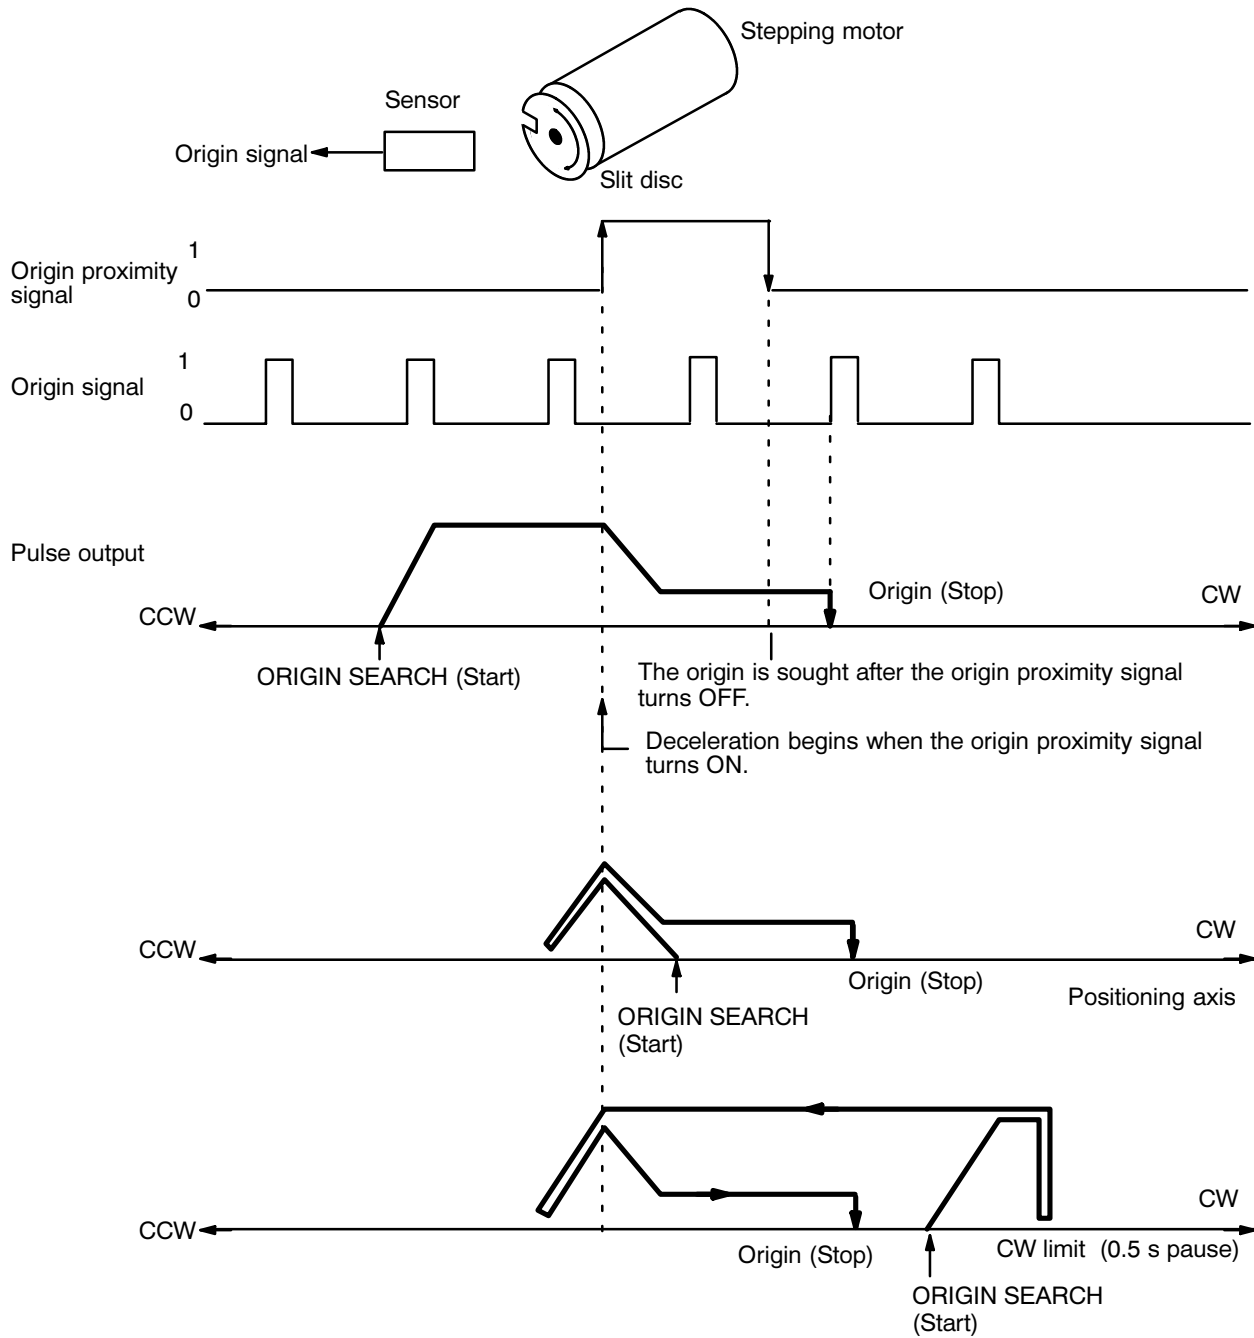 Stepping motor
Sensor
Origin signal
Slit disc
1
Origin proximity
signal
0
1
Origin signal
0
Pulse output
Origin (Stop)
CCW
CW
ORIGIN SEARCH (Start)
The origin is sought after the origin proximity signal
turns OFF.
Deceleration begins when the origin proximity signal
turns ON.
CCW
CW
Origin (Stop)
Positioning axis
ORIGIN SEARCH
(Start)
CW
CCW
Origin (Stop)
CW limit (0.5 s pause)
ORIGIN SEARCH
(Start)